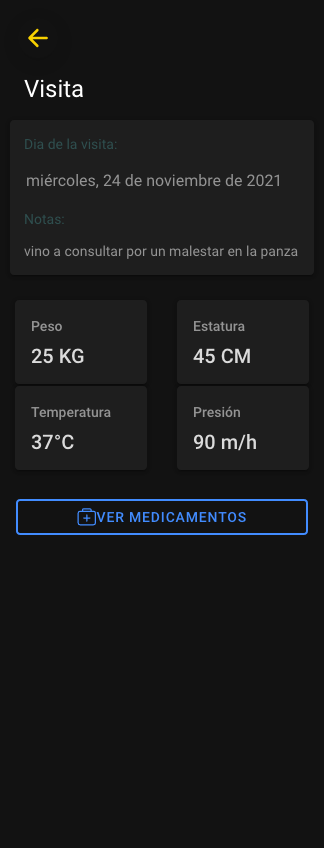 Visita
Dia de la visita:
miércoles, 24 de noviembre de 2021
Notas:
vino a consultar por un malestar en la panza
Peso
25 KG
Estatura
45 CM
Temperatura
37°C
Presión
90 m/h
VER MEDICAMENTOS